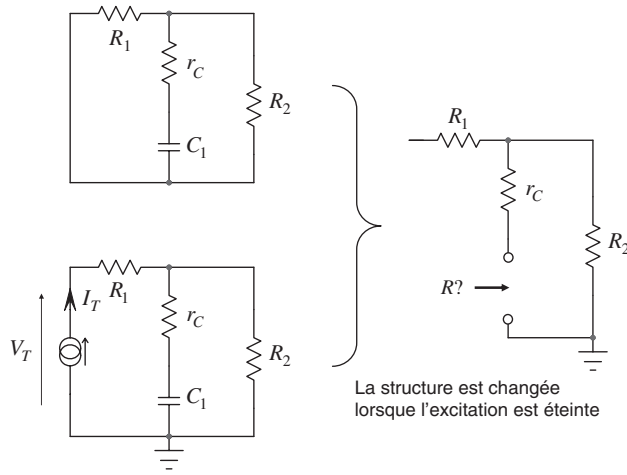 R1
rC
R2
C1
R1
rC
R2
R?
IT
R1
VT
rC
R2
C1
La structure est changée
lorsque l'excitation est éteinte